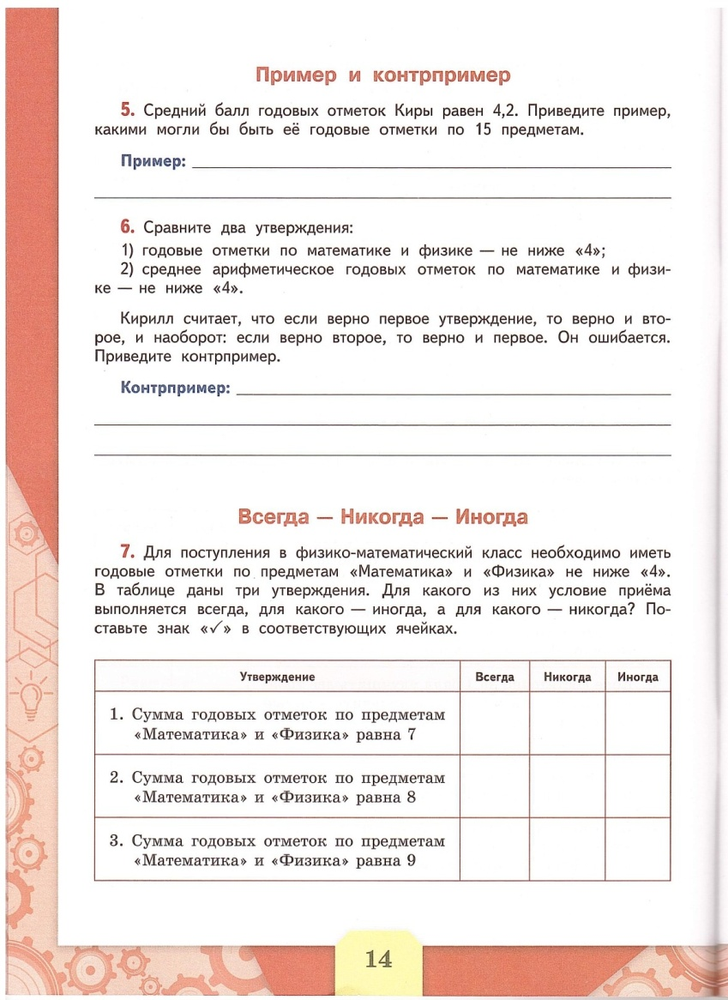 Пример и контрпример
5. Средний балл годовых отметок Киры равен 4,2. Приведите пример,
какими могли бы быть её годовые отметки по 15 предметам.
Пример:
6. Сравните два утверждения:
1) годовые отметки по математике и физике — не ниже «4»;
2) среднее арифметическое годовых отметок по математике и физи-
ке — не ниже «4».
Кирилл считает, что если верно первое утверждение, то верно и вто-
рое, и наоборот: если верно второе, то верно и первое. Он ошибается.
Приведите контрпример.
Контрпример:
Всегда — Никогда — Иногда
7. Для поступления в физико-математический класс необходимо иметь
годовые отметки по предметам «Математика» и «Физика» не ниже «4».
В таблице даны три утверждения. Для какого из них условие приёма
выполняется всегда, для какого — иногда, а для какого — никогда? По-
ставьте знак «✓» в соответствующих ячейках.
Утверждение Всегда Никогда Иногда
1. Сумма годовых отметок по предметам
«Математика» и «Физика» равна 7
2. Сумма годовых отметок по предметам
«Математика» и «Физика» равна 8
3. Сумма годовых отметок по предметам
«Математика» и «Физика» равна 9
14